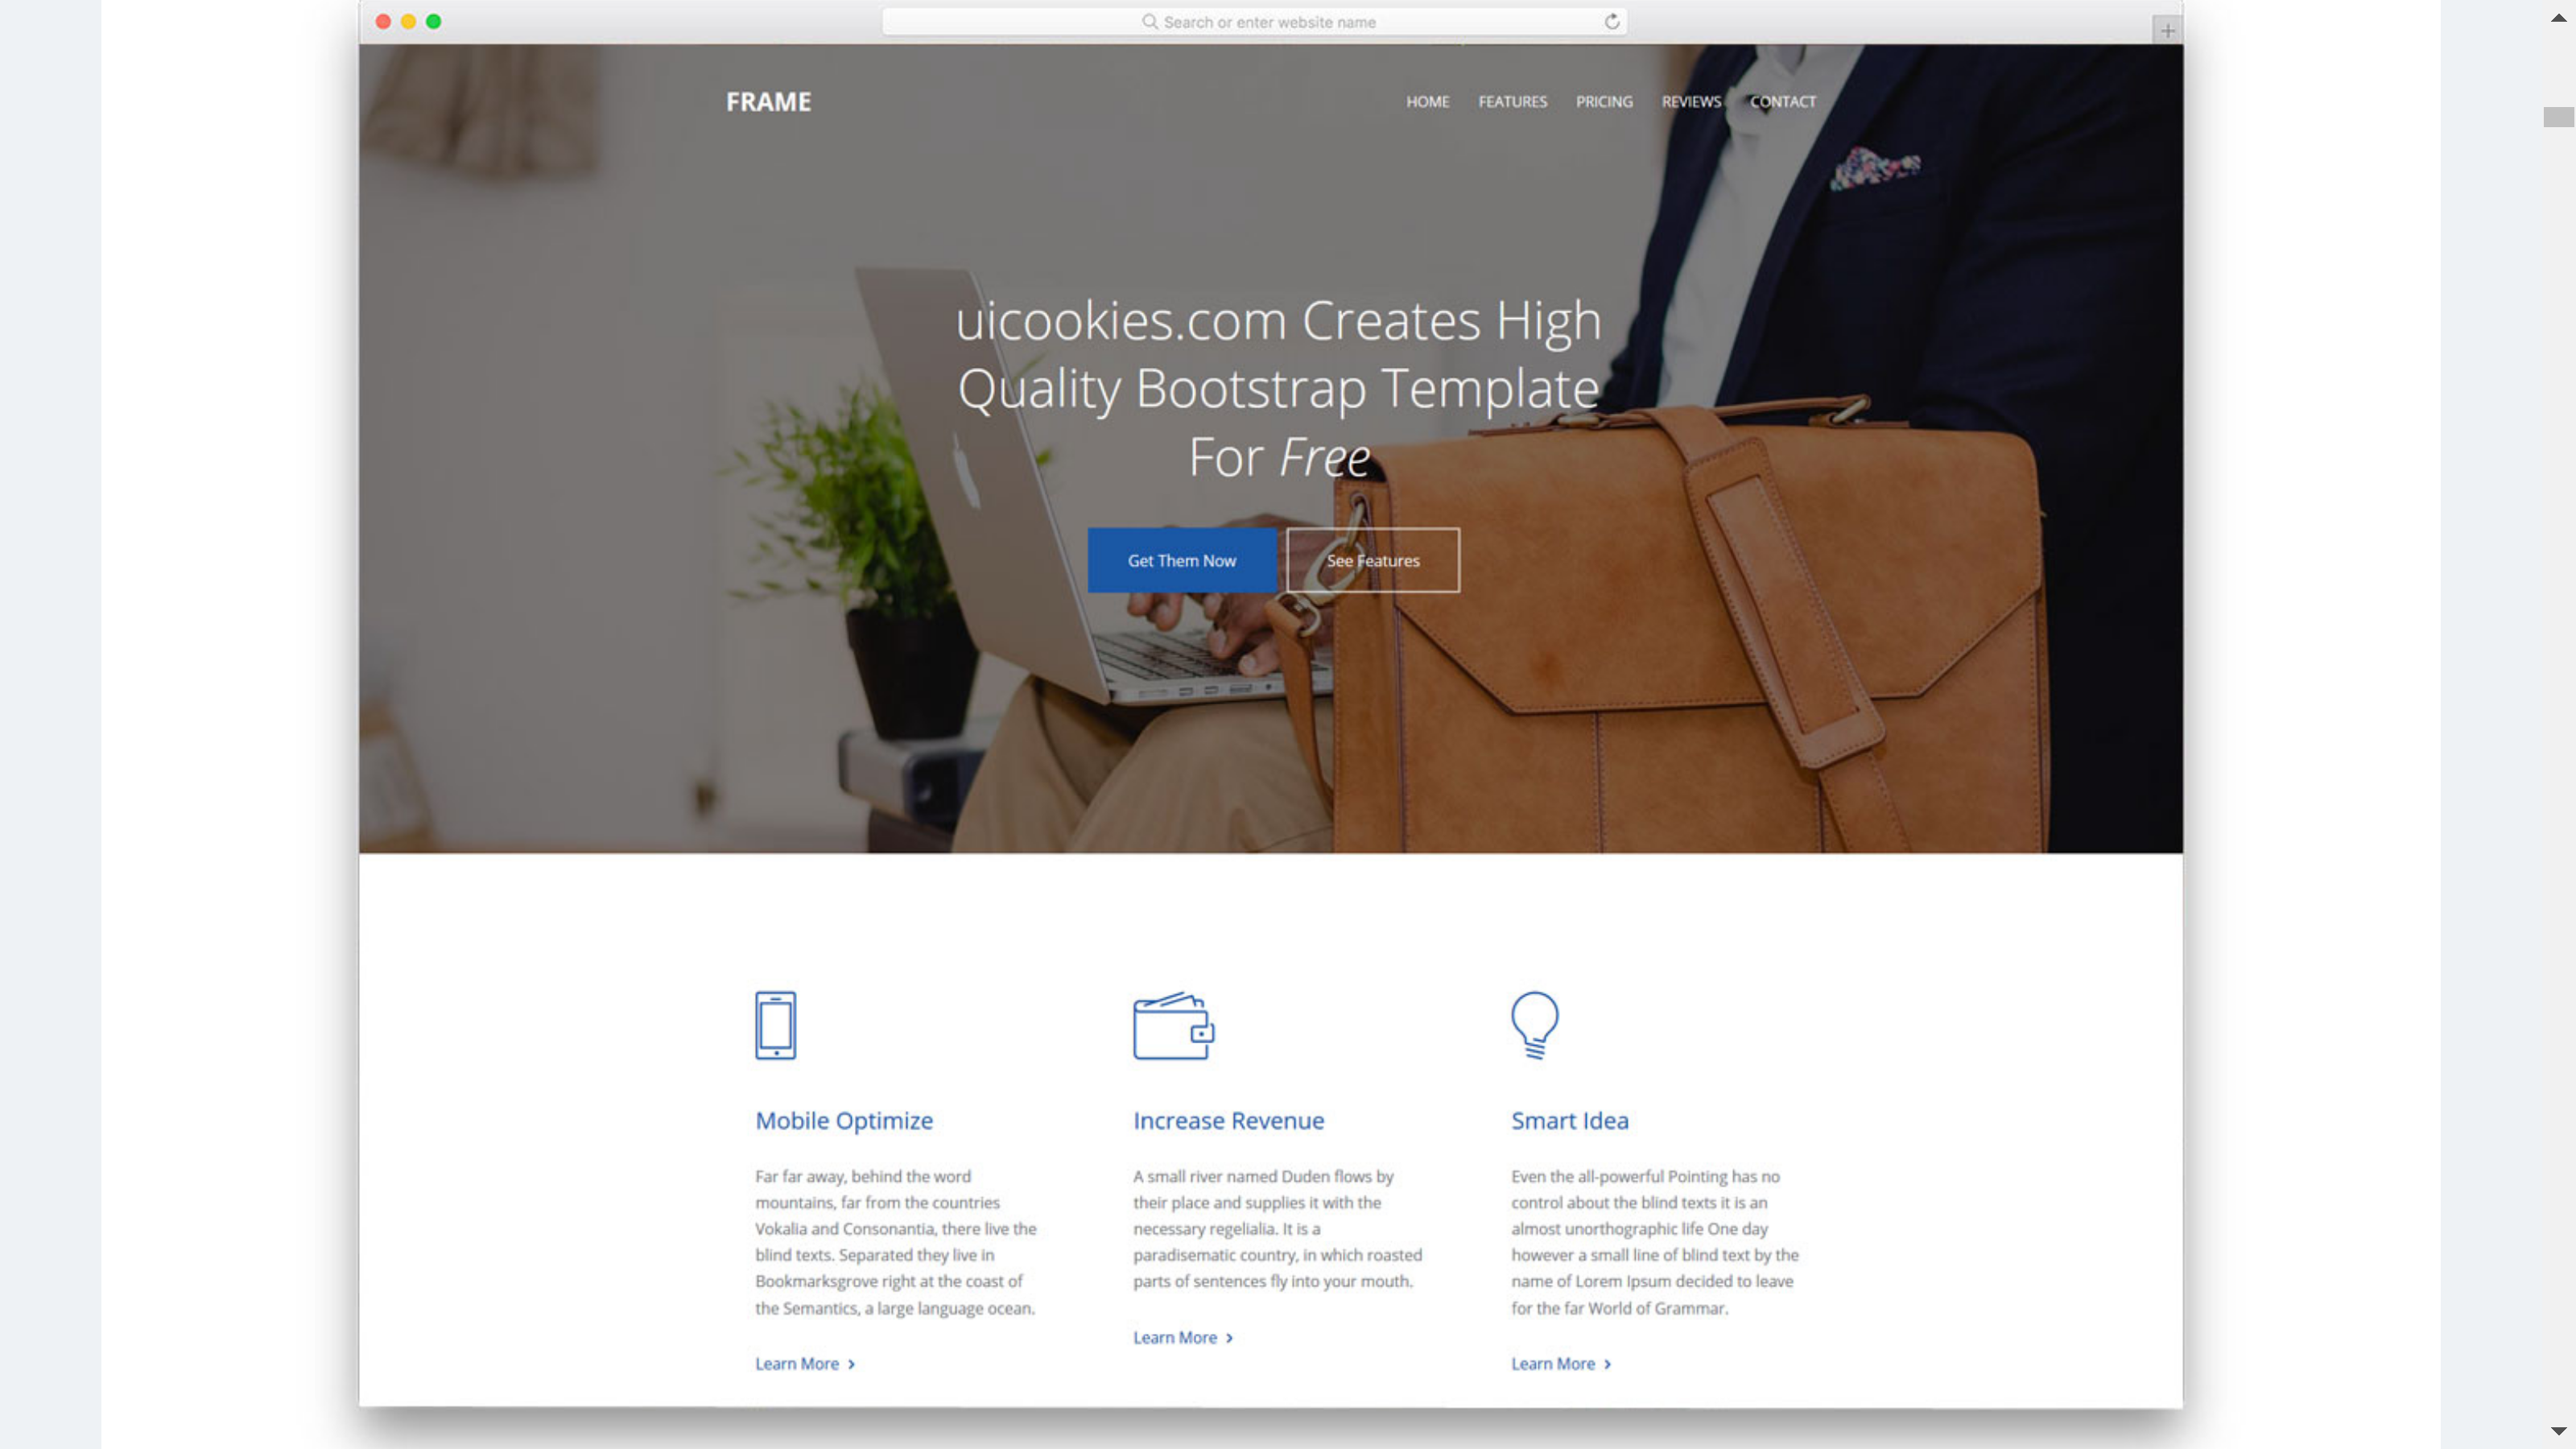 Search or enter website name
FRAME
HOME FEATURES PRICING REVIEWS CONTACT
uicookies.com Creates High
Quality Bootstrap Template
For Free
Get Them Now
See Features
Mobile Optimize
Far far away, behind the word
mountains, far from the countries
Vokalia and Consonantia, there live the
blind texts. Separated they live in
Bookmarksgrove right at the coast of
the Semantics, a large language ocean.
Learn More
Increase Revenue
A small river named Duden flows by
their place and supplies it with the
necessary regelialia. It is a
paradisematic country, in which roasted
parts of sentences fly into your mouth.
Learn More
Smart Idea
Even the all-powerful Pointing has no
control about the blind texts it is an
almost unorthographic life One day
however a small line of blind text by the
name of Lorem Ipsum decided to leave
for the far World of Grammar.
Learn More